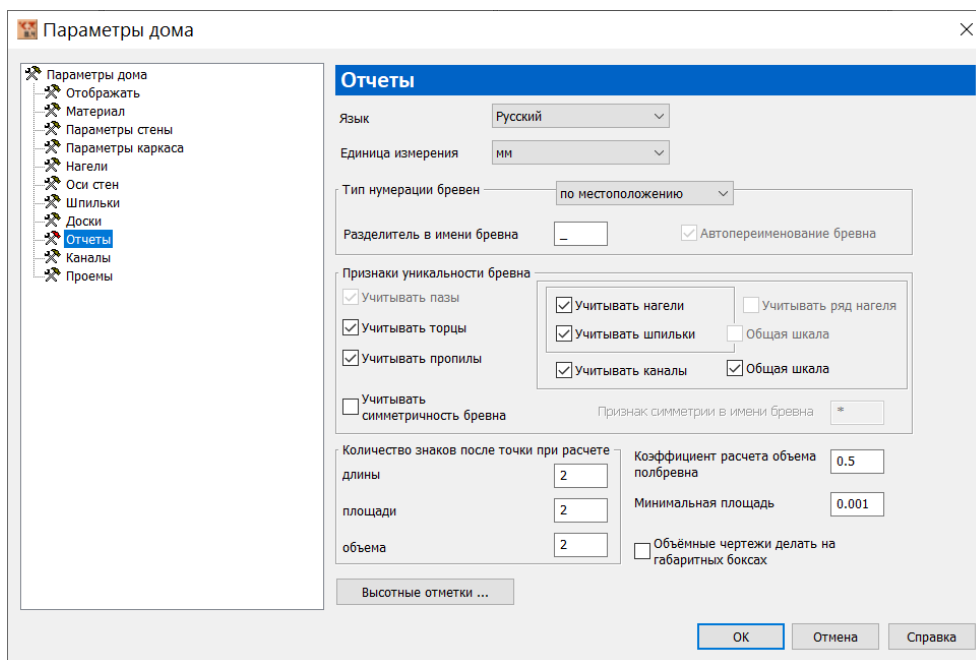 Параметры дома
Параметры дома
Отображать
Материал
Параметры стены
Параметры каркаса
Нагели
Оси стен
Шпильки
Доски
Отчеты
Каналы
Проемы
Отчеты
Язык
Русский
Единица измерения
мм
Тип нумерации бревен
по местоположению
Разделитель в имени бревна
_
Автопереименование бревна
Признаки уникальности бревна
Учитывать пазы
Учитывать торцы
Учитывать пропилы
Учитывать
симметричность бревна
Учитывать нагели
Учитывать ряд нагеля
Учитывать шпильки
Общая шкала
Учитывать каналы
Общая шкала
Признак симметрии в имени бревна
*
Количество знаков после точки при расчете
длины
2
площади
2
объема
2
Коэффициент расчета объема
полбревна
0.5
Минимальная площадь
0.001
Объёмные чертежи делать на
габаритных боксах
Высотные отметки ...
ОК
Отмена
Справка